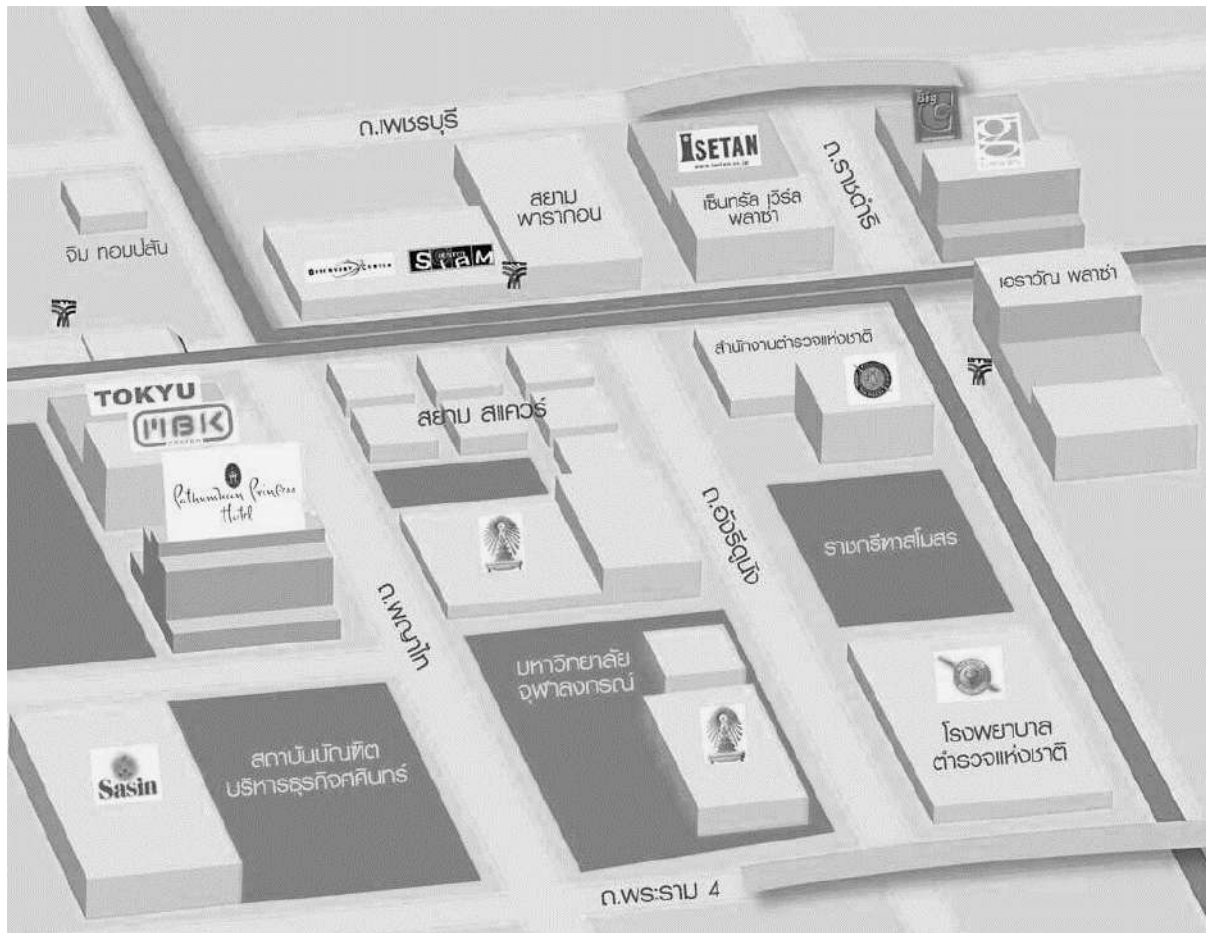 ถ.เพชรบุรี
Big C
ISETAN
www.isetan.co.jp
ถ.ราชดำริ
สยาม
พารากอน
เซ็นทรัล เวิร์ล
พลาซ่า
จิม ทอมป์สัน
DISCOVERY CENTER
SIAM
เอราวัณ พลาซ่า
สำนักงานตำรวจแห่งชาติ
TOKYU
MBK
CENTER
สยาม สแควร์
Pathumwan Princess
Hotel
ถ.อังรีดูนัง
ราชกรีฑาสโมสร
ถ.พญาไท
มหาวิทยาลัย
จุฬาลงกรณ์
โรงพยาบาล
ตำรวจแห่งชาติ
สถาบันบัณฑิต
บริหารธุรกิจศศินทร์
Sasin
ถ.พระราม 4